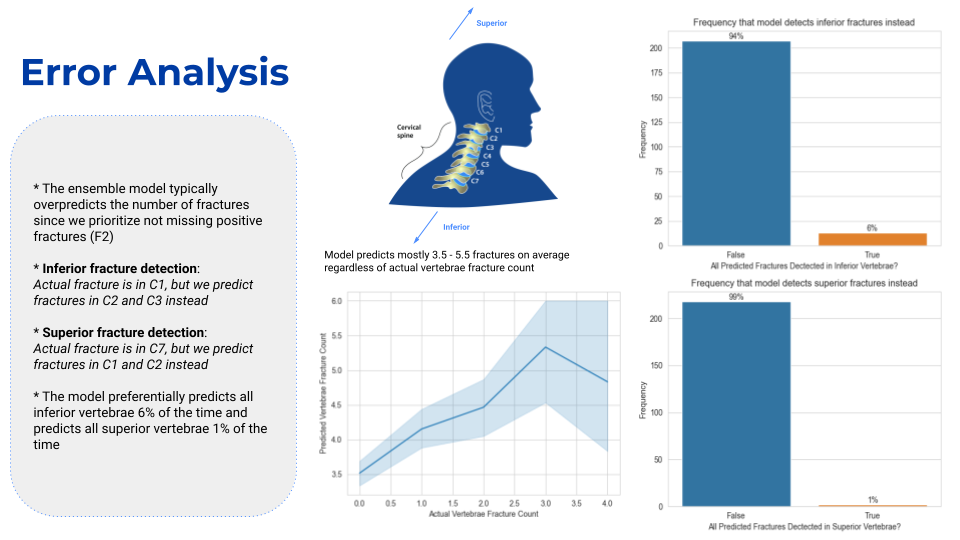 Error Analysis
* The ensemble model typically
overpredicts the number of fractures
since we prioritize not missing positive
fractures (F2)
* Inferior fracture detection:
Actual fracture is in C1, but we predict
fractures in C2 and C3 instead
* Superior fracture detection:
Actual fracture is in C7, but we predict
fractures in C1 and C2 instead
* The model preferentially predicts all
inferior vertebrae 6% of the time and
predicts all superior vertebrae 1% of the
time
Superior
Cervical
spine
C1
C2
C3
C4
C5
C6
C7
Inferior
Model predicts mostly 3.5 - 5.5 fractures on average
regardless of actual vertebrae fracture count
Predicted Vertebrae Fracture Count
6.0
5.5
5.0
4.5
4.0
3.5
0.0 0.5 1.0 1.5 2.0 2.5 3.0 3.5 4.0
Actual Vertebrae Fracture Count
Frequency that model detects inferior fractures instead
94%
6%
Frequency
200
175
150
125
100
75
50
25
0
False True
All Predicted Fractures Dectected in Inferior Vertebrae?
Frequency that model detects superior fractures instead
99%
1%
Frequency
200
150
100
50
0
False True
All Predicted Fractures Dectected in Superior Vertebrae?